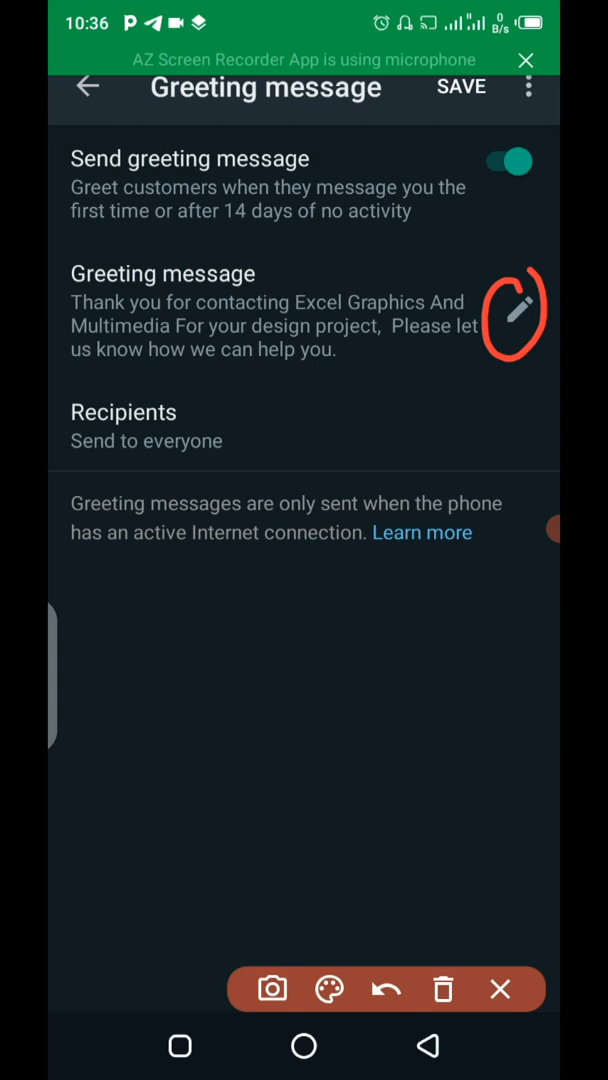 10:36
0
B/s
AZ Screen Recorder App is using microphone
Greeting message SAVE
Send greeting message
Greet customers when they message you the
first time or after 14 days of no activity
Greeting message
Thank you for contacting Excel Graphics And
Multimedia For your design project, Please let
us know how we can help you.
Recipients
Send to everyone
Greeting messages are only sent when the phone
has an active Internet connection. Learn more